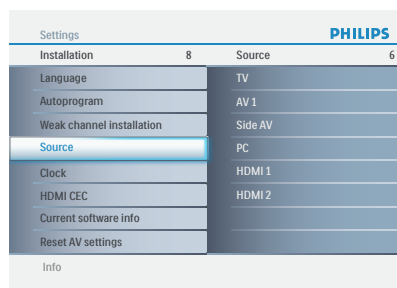 Settings
PHILIPS
Installation 8
Source 6
Language
TV
Autoprogram
AV 1
Weak channel installation
Side AV
Source
PC
Clock
HDMI 1
HDMI CEC
HDMI 2
Current software info
Reset AV settings
Info